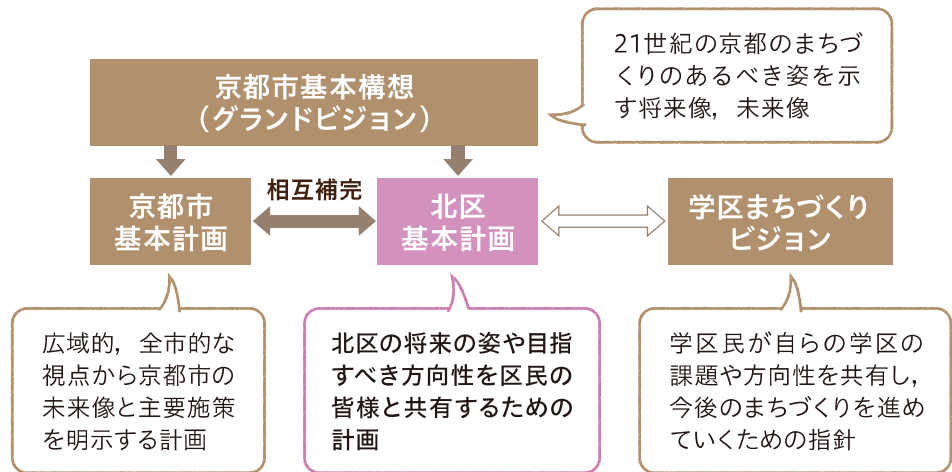 21世紀の京都のまちづ
くりのあるべき姿を示
す将来像，未来像
京都市基本構想
（グランドビジョン）
京都市
基本計画
相互補完
北区
基本計画
学区まちづくり
ビジョン
広域的，全市的な
視点から京都市の
未来像と主要施策
を明示する計画
北区の将来の姿や目指
すべき方向性を区民の
皆様と共有するための
計画
学区民が自らの学区の
課題や方向性を共有し，
今後のまちづくりを進め
ていくための指針